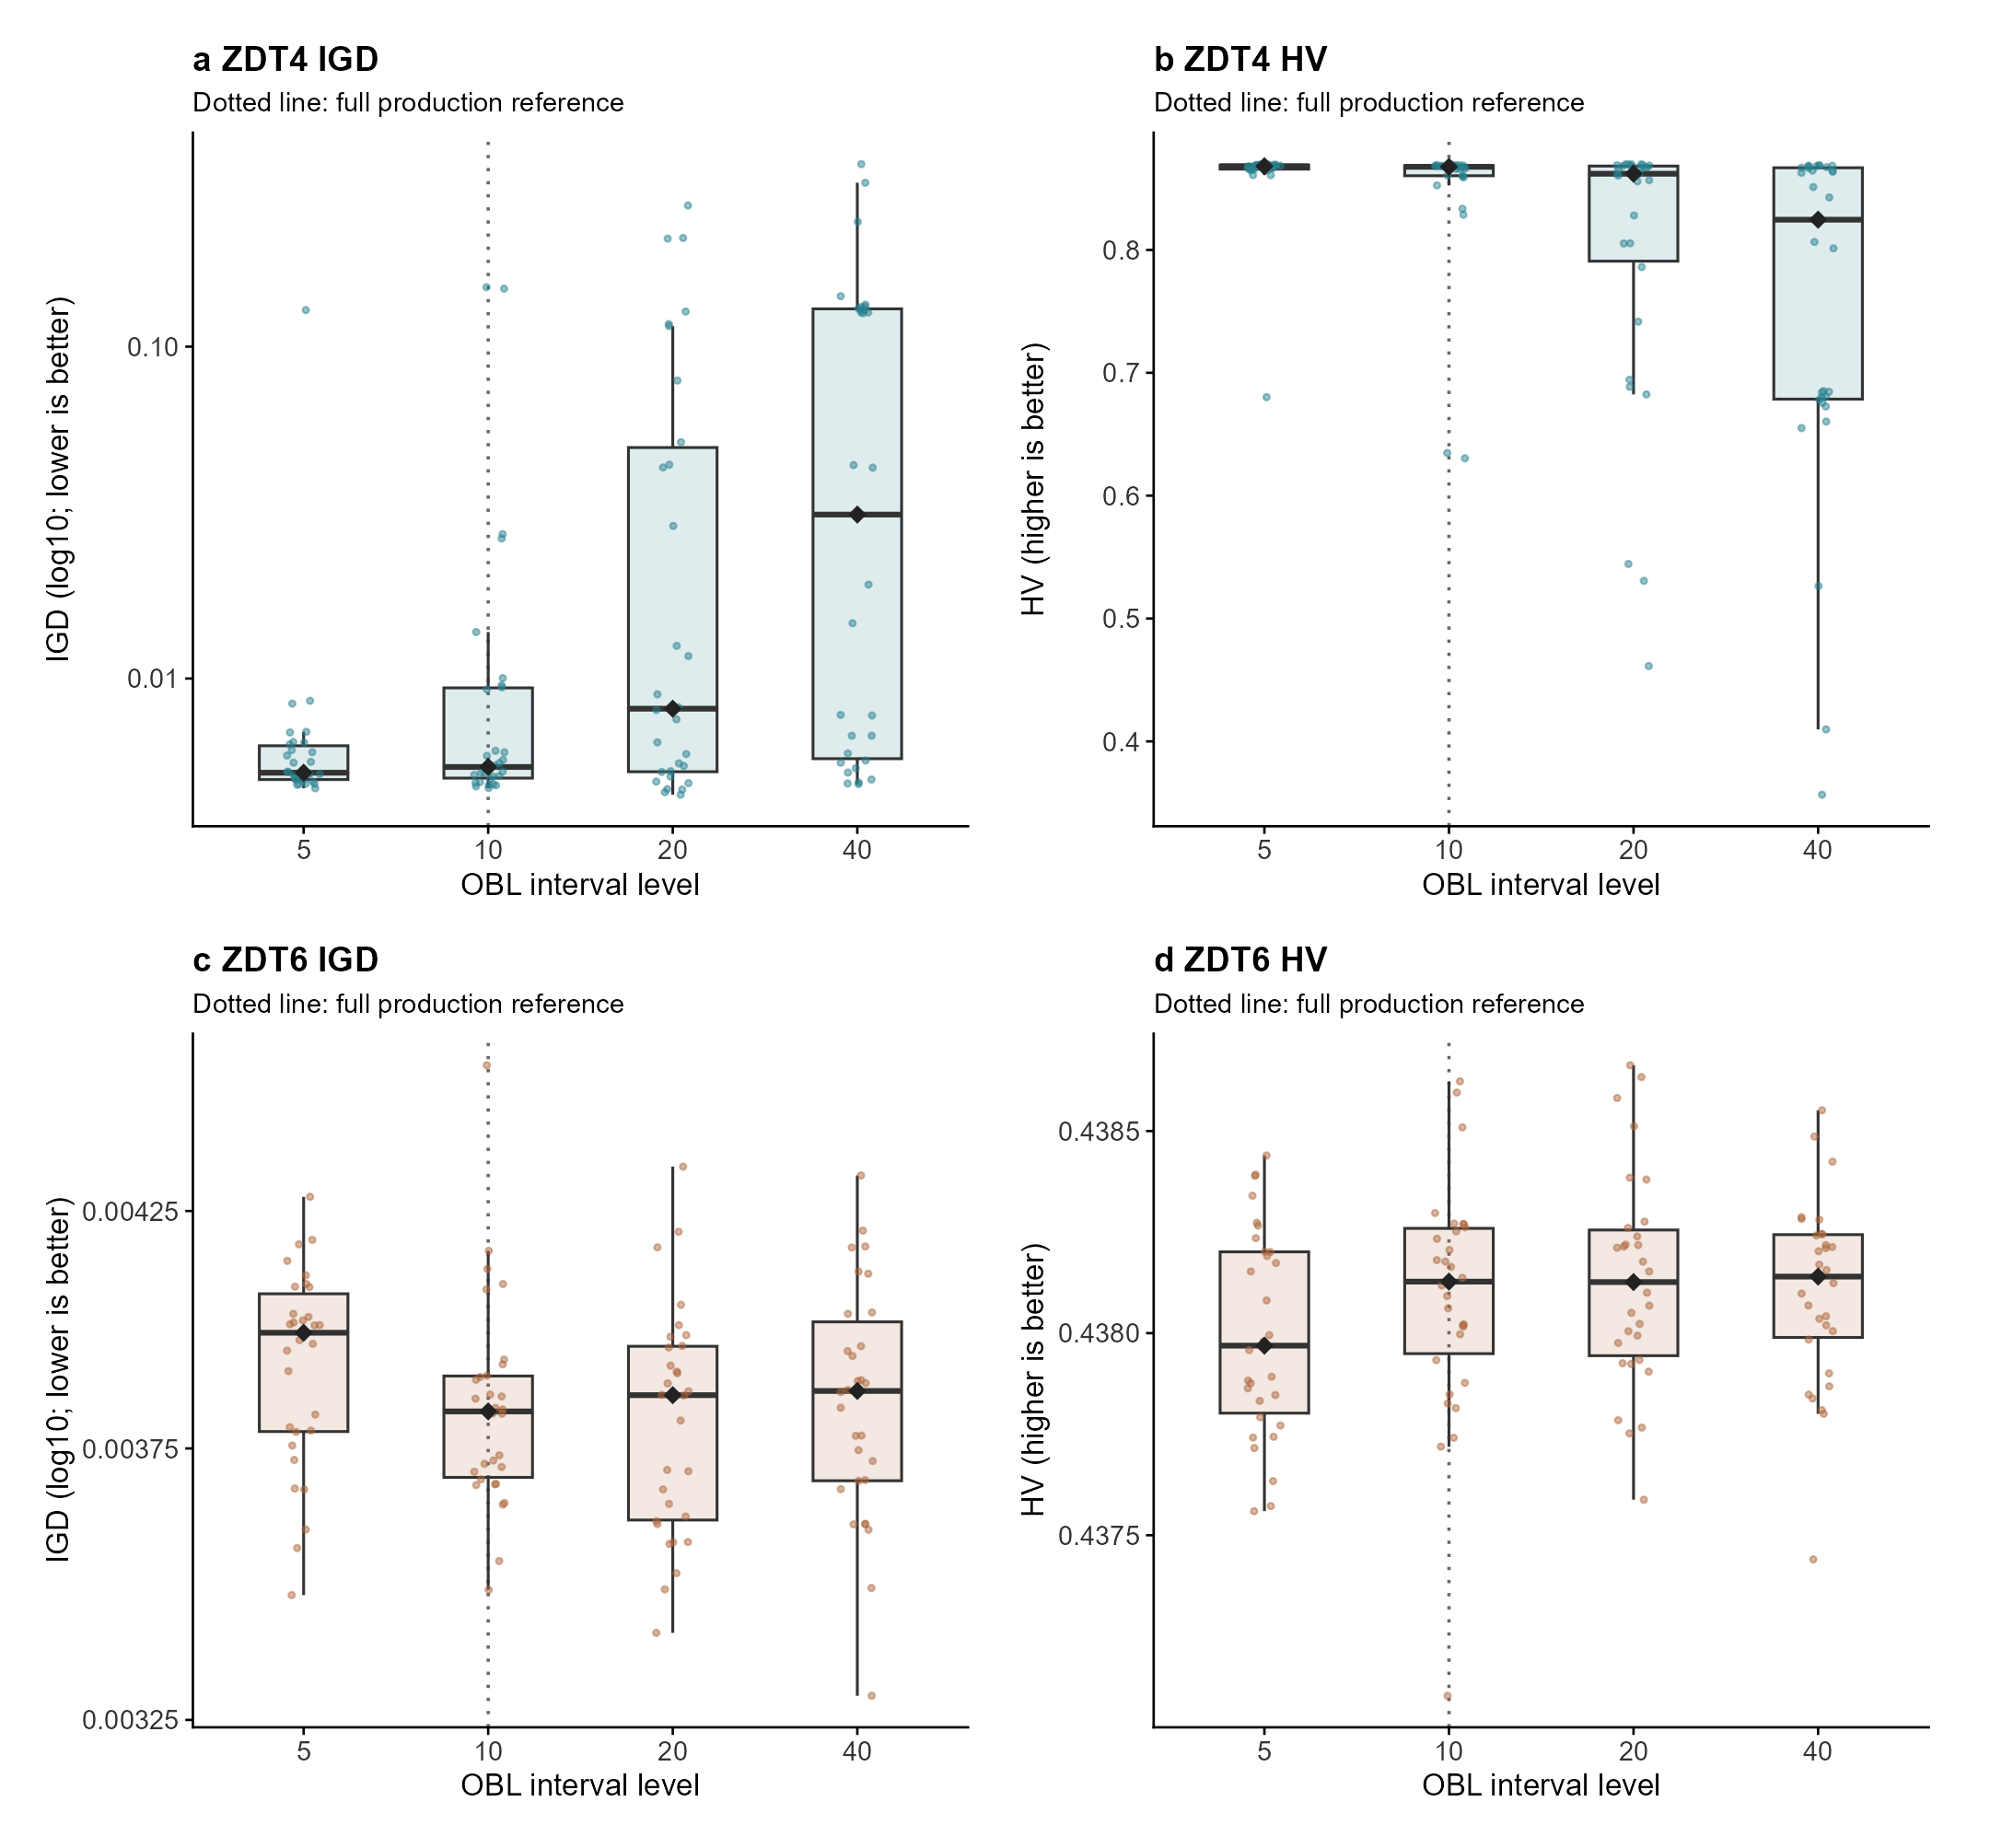 a ZDT4 IGD
Dotted line: full production reference
IGD (log10; lower is better)
0.10
0.01
5 10 20 40
OBL interval level
b ZDT4 HV
Dotted line: full production reference
HV (higher is better)
0.8
0.7
0.6
0.5
0.4
5 10 20 40
OBL interval level
c ZDT6 IGD
Dotted line: full production reference
IGD (log10; lower is better)
0.00425
0.00375
0.00325
5 10 20 40
OBL interval level
d ZDT6 HV
Dotted line: full production reference
HV (higher is better)
0.4385
0.4380
0.4375
5 10 20 40
OBL interval level